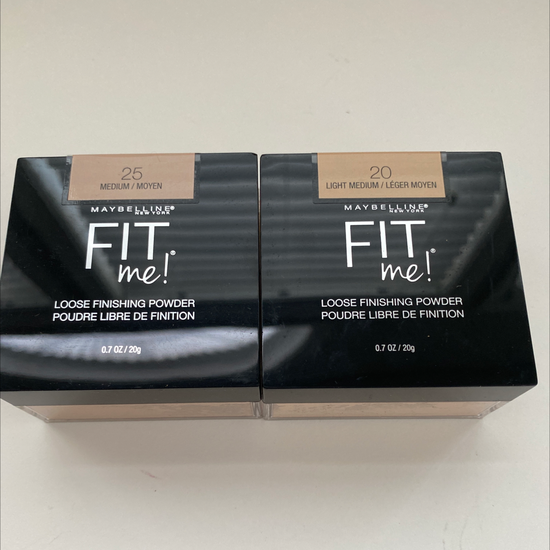 25
MEDIUM / MOYEN
MAYBELLINE®
NEW YORK
FIT
me!®
LOOSE FINISHING POWDER
POUDRE LIBRE DE FINITION
0.7 OZ / 20g
20
LIGHT MEDIUM / LÉGER MOYEN
MAYBELLINE®
NEW YORK
FIT
me!®
LOOSE FINISHING POWDER
POUDRE LIBRE DE FINITION
0.7 OZ / 20g